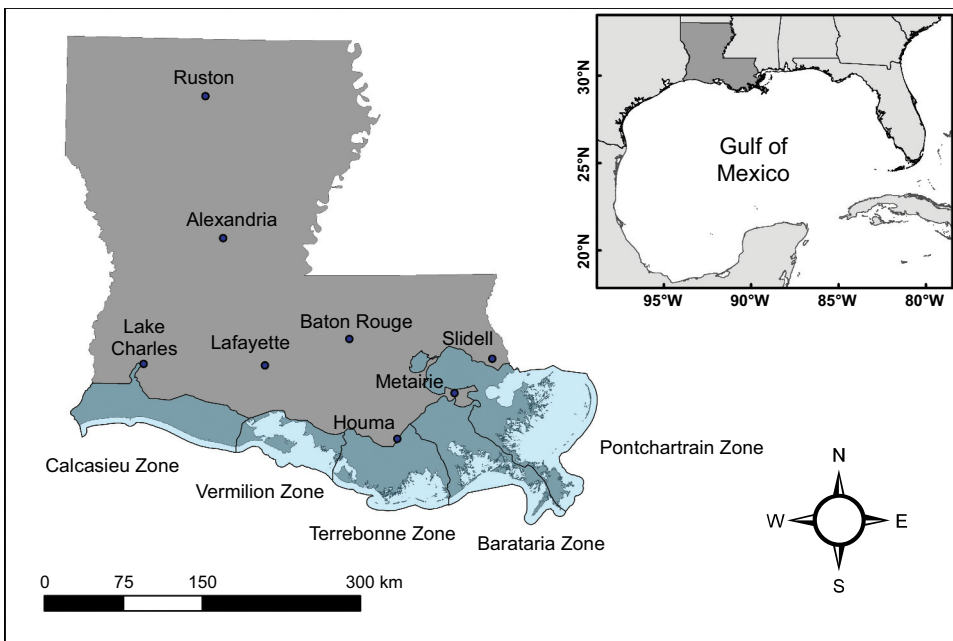 Ruston
Alexandria
Lake
Charles
Lafayette
Baton Rouge
Slidell
Metairie
Houma
Calcasieu Zone
Vermilion Zone
Terrebonne Zone
Barataria Zone
Pontchartrain Zone
0 75 150 300 km
Gulf of
Mexico
30°N
25°N
20°N
95°W 90°W 85°W 80°W
N
W E
S